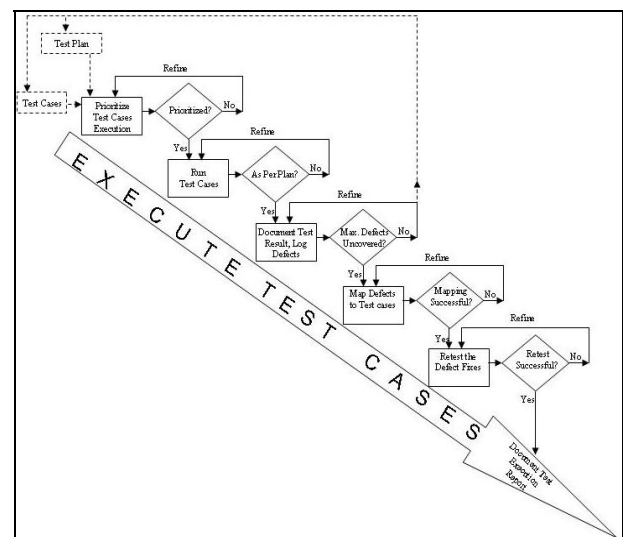 Test Plan
Refine
Test Cases
Prioritize
Test Cases
Execution
Prioritized?
No
Yes
Refine
Run
Test Cases
As Per Plan?
No
Yes
Refine
Document Test
Result, Log
Defects
Max. Defects
Uncovered?
No
Yes
Refine
Map Defects
to Test cases
Mapping
Successful?
No
Yes
Refine
Retest the
Defect Fixes
Retest
Successful?
No
Yes
EXECUTE TEST CASES
Document Test
Execution
Report